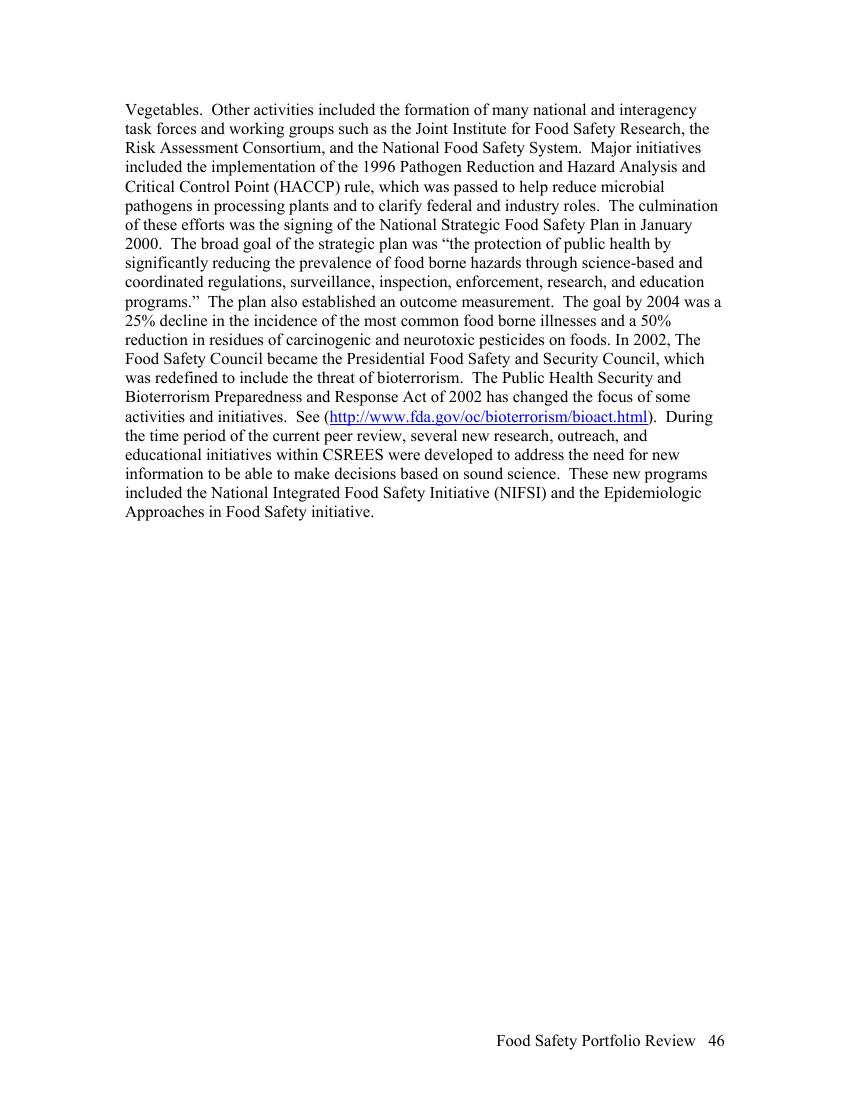 Vegetables.  Other activities included the formation of many national and interagency
task forces and working groups such as the Joint Institute for Food Safety Research, the
Risk Assessment Consortium, and the National Food Safety System.  Major initiatives
included the implementation of the 1996 Pathogen Reduction and Hazard Analysis and
Critical Control Point (HACCP) rule, which was passed to help reduce microbial
pathogens in processing plants and to clarify federal and industry roles.  The culmination
of these efforts was the signing of the National Strategic Food Safety Plan in January
2000.  The broad goal of the strategic plan was “the protection of public health by
significantly reducing the prevalence of food borne hazards through science-based and
coordinated regulations, surveillance, inspection, enforcement, research, and education
programs.”  The plan also established an outcome measurement.  The goal by 2004 was a
25% decline in the incidence of the most common food borne illnesses and a 50%
reduction in residues of carcinogenic and neurotoxic pesticides on foods. In 2002, The
Food Safety Council became the Presidential Food Safety and Security Council, which
was redefined to include the threat of bioterrorism.  The Public Health Security and
Bioterrorism Preparedness and Response Act of 2002 has changed the focus of some
activities and initiatives.  See (http://www.fda.gov/oc/bioterrorism/bioact.html).  During
the time period of the current peer review, several new research, outreach, and
educational initiatives within CSREES were developed to address the need for new
information to be able to make decisions based on sound science.  These new programs
included the National Integrated Food Safety Initiative (NIFSI) and the Epidemiologic
Approaches in Food Safety initiative.
Food Safety Portfolio Review   46